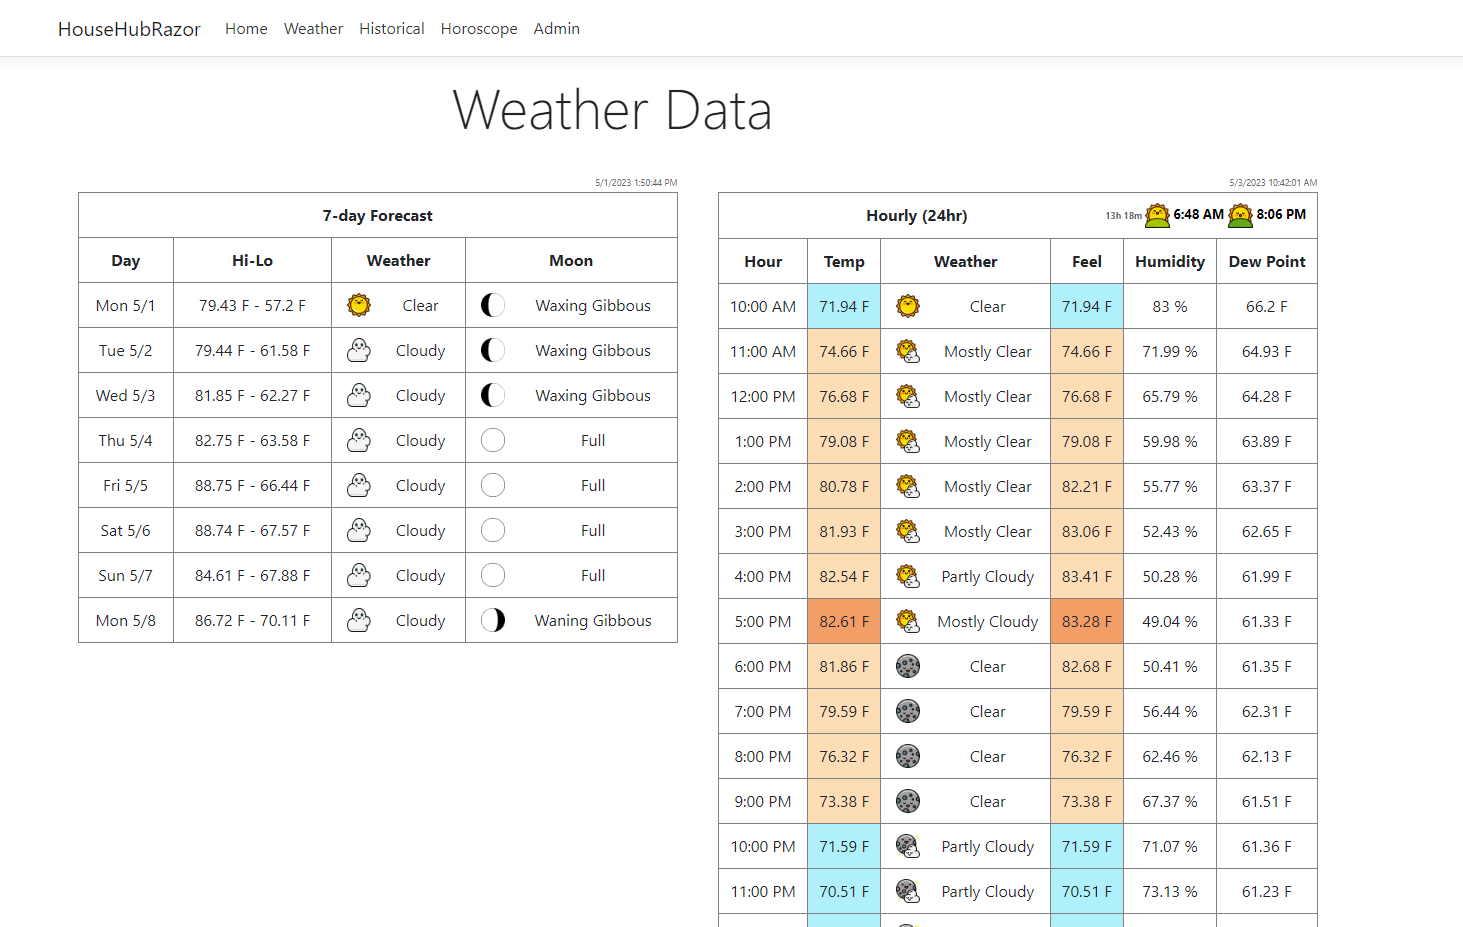 HouseHubRazor Home Weather Historical Horoscope Admin
Weather Data
5/1/2023 1:50:44 PM
7-day Forecast
Day Hi-Lo Weather Moon
Mon 5/1 79.43 F - 57.2 F Clear Waxing Gibbous
Tue 5/2 79.44 F - 61.58 F Cloudy Waxing Gibbous
Wed 5/3 81.85 F - 62.27 F Cloudy Waxing Gibbous
Thu 5/4 82.75 F - 63.58 F Cloudy Full
Fri 5/5 88.75 F - 66.44 F Cloudy Full
Sat 5/6 88.74 F - 67.57 F Cloudy Full
Sun 5/7 84.61 F - 67.88 F Cloudy Full
Mon 5/8 86.72 F - 70.11 F Cloudy Waning Gibbous
5/3/2023 10:42:01 AM
Hourly (24hr) 13h 18m 6:48 AM 8:06 PM
Hour Temp Weather Feel Humidity Dew Point
10:00 AM 71.94 F Clear 71.94 F 83 % 66.2 F
11:00 AM 74.66 F Mostly Clear 74.66 F 71.99 % 64.93 F
12:00 PM 76.68 F Mostly Clear 76.68 F 65.79 % 64.28 F
1:00 PM 79.08 F Mostly Clear 79.08 F 59.98 % 63.89 F
2:00 PM 80.78 F Mostly Clear 82.21 F 55.77 % 63.37 F
3:00 PM 81.93 F Mostly Clear 83.06 F 52.43 % 62.65 F
4:00 PM 82.54 F Partly Cloudy 83.41 F 50.28 % 61.99 F
5:00 PM 82.61 F Mostly Cloudy 83.28 F 49.04 % 61.33 F
6:00 PM 81.86 F Clear 82.68 F 50.41 % 61.35 F
7:00 PM 79.59 F Clear 79.59 F 56.44 % 62.31 F
8:00 PM 76.32 F Clear 76.32 F 62.46 % 62.13 F
9:00 PM 73.38 F Clear 73.38 F 67.37 % 61.51 F
10:00 PM 71.59 F Partly Cloudy 71.59 F 71.07 % 61.36 F
11:00 PM 70.51 F Partly Cloudy 70.51 F 73.13 % 61.23 F